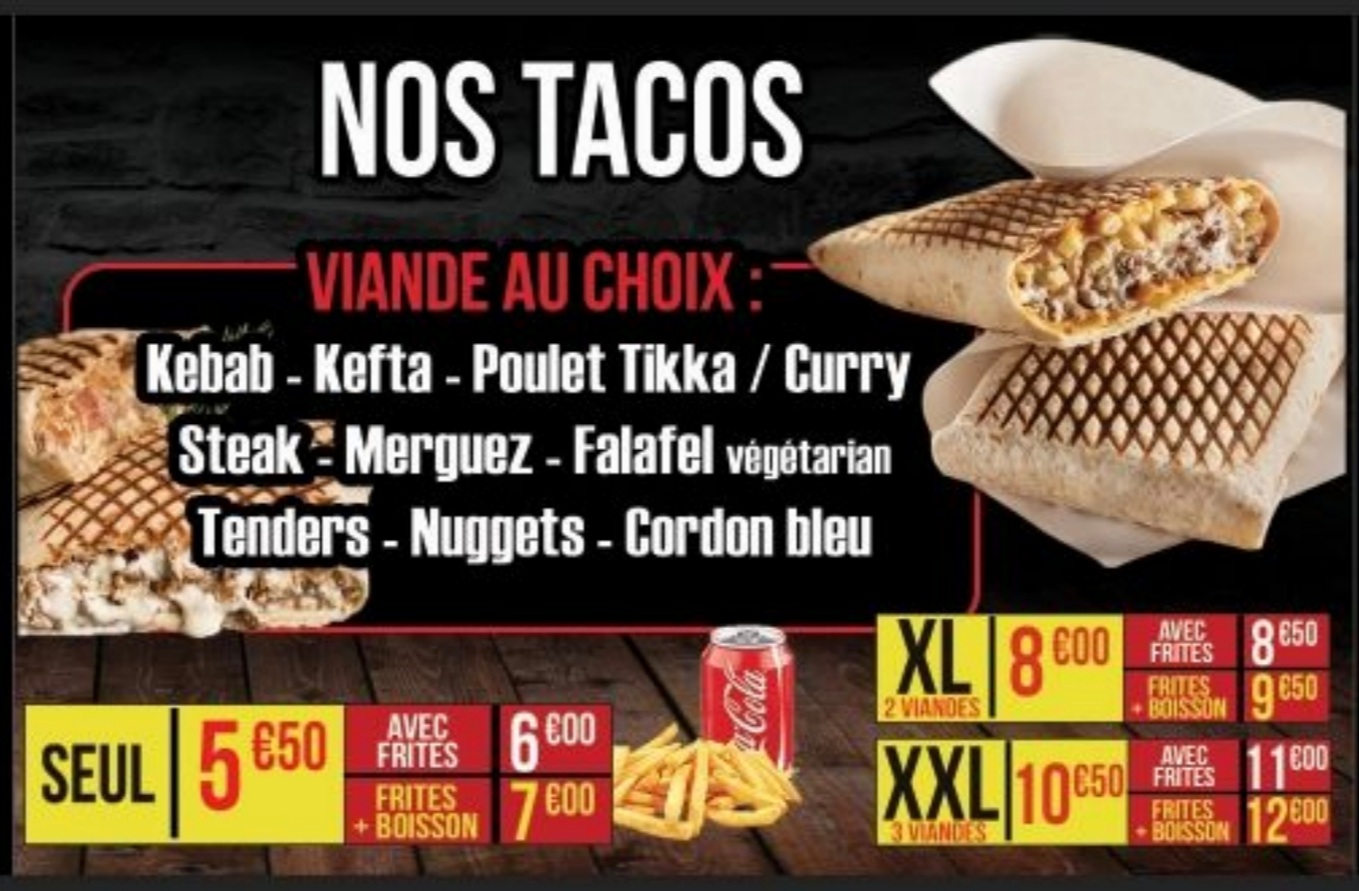 NOS TACOS
VIANDE AU CHOIX :
Kebab - Kefta - Poulet Tikka / Curry
Steak - Merguez - Falafel végétarian
Tenders - Nuggets - Cordon bleu
SEUL 5€50
AVEC FRITES 6€00
FRITES + BOISSON 7€00
Coca-Cola
XL 2 VIANDES 8€00
AVEC FRITES 8€50
FRITES + BOISSON 9€50
XXL 3 VIANDES 10€50
AVEC FRITES 11€00
FRITES + BOISSON 12€00